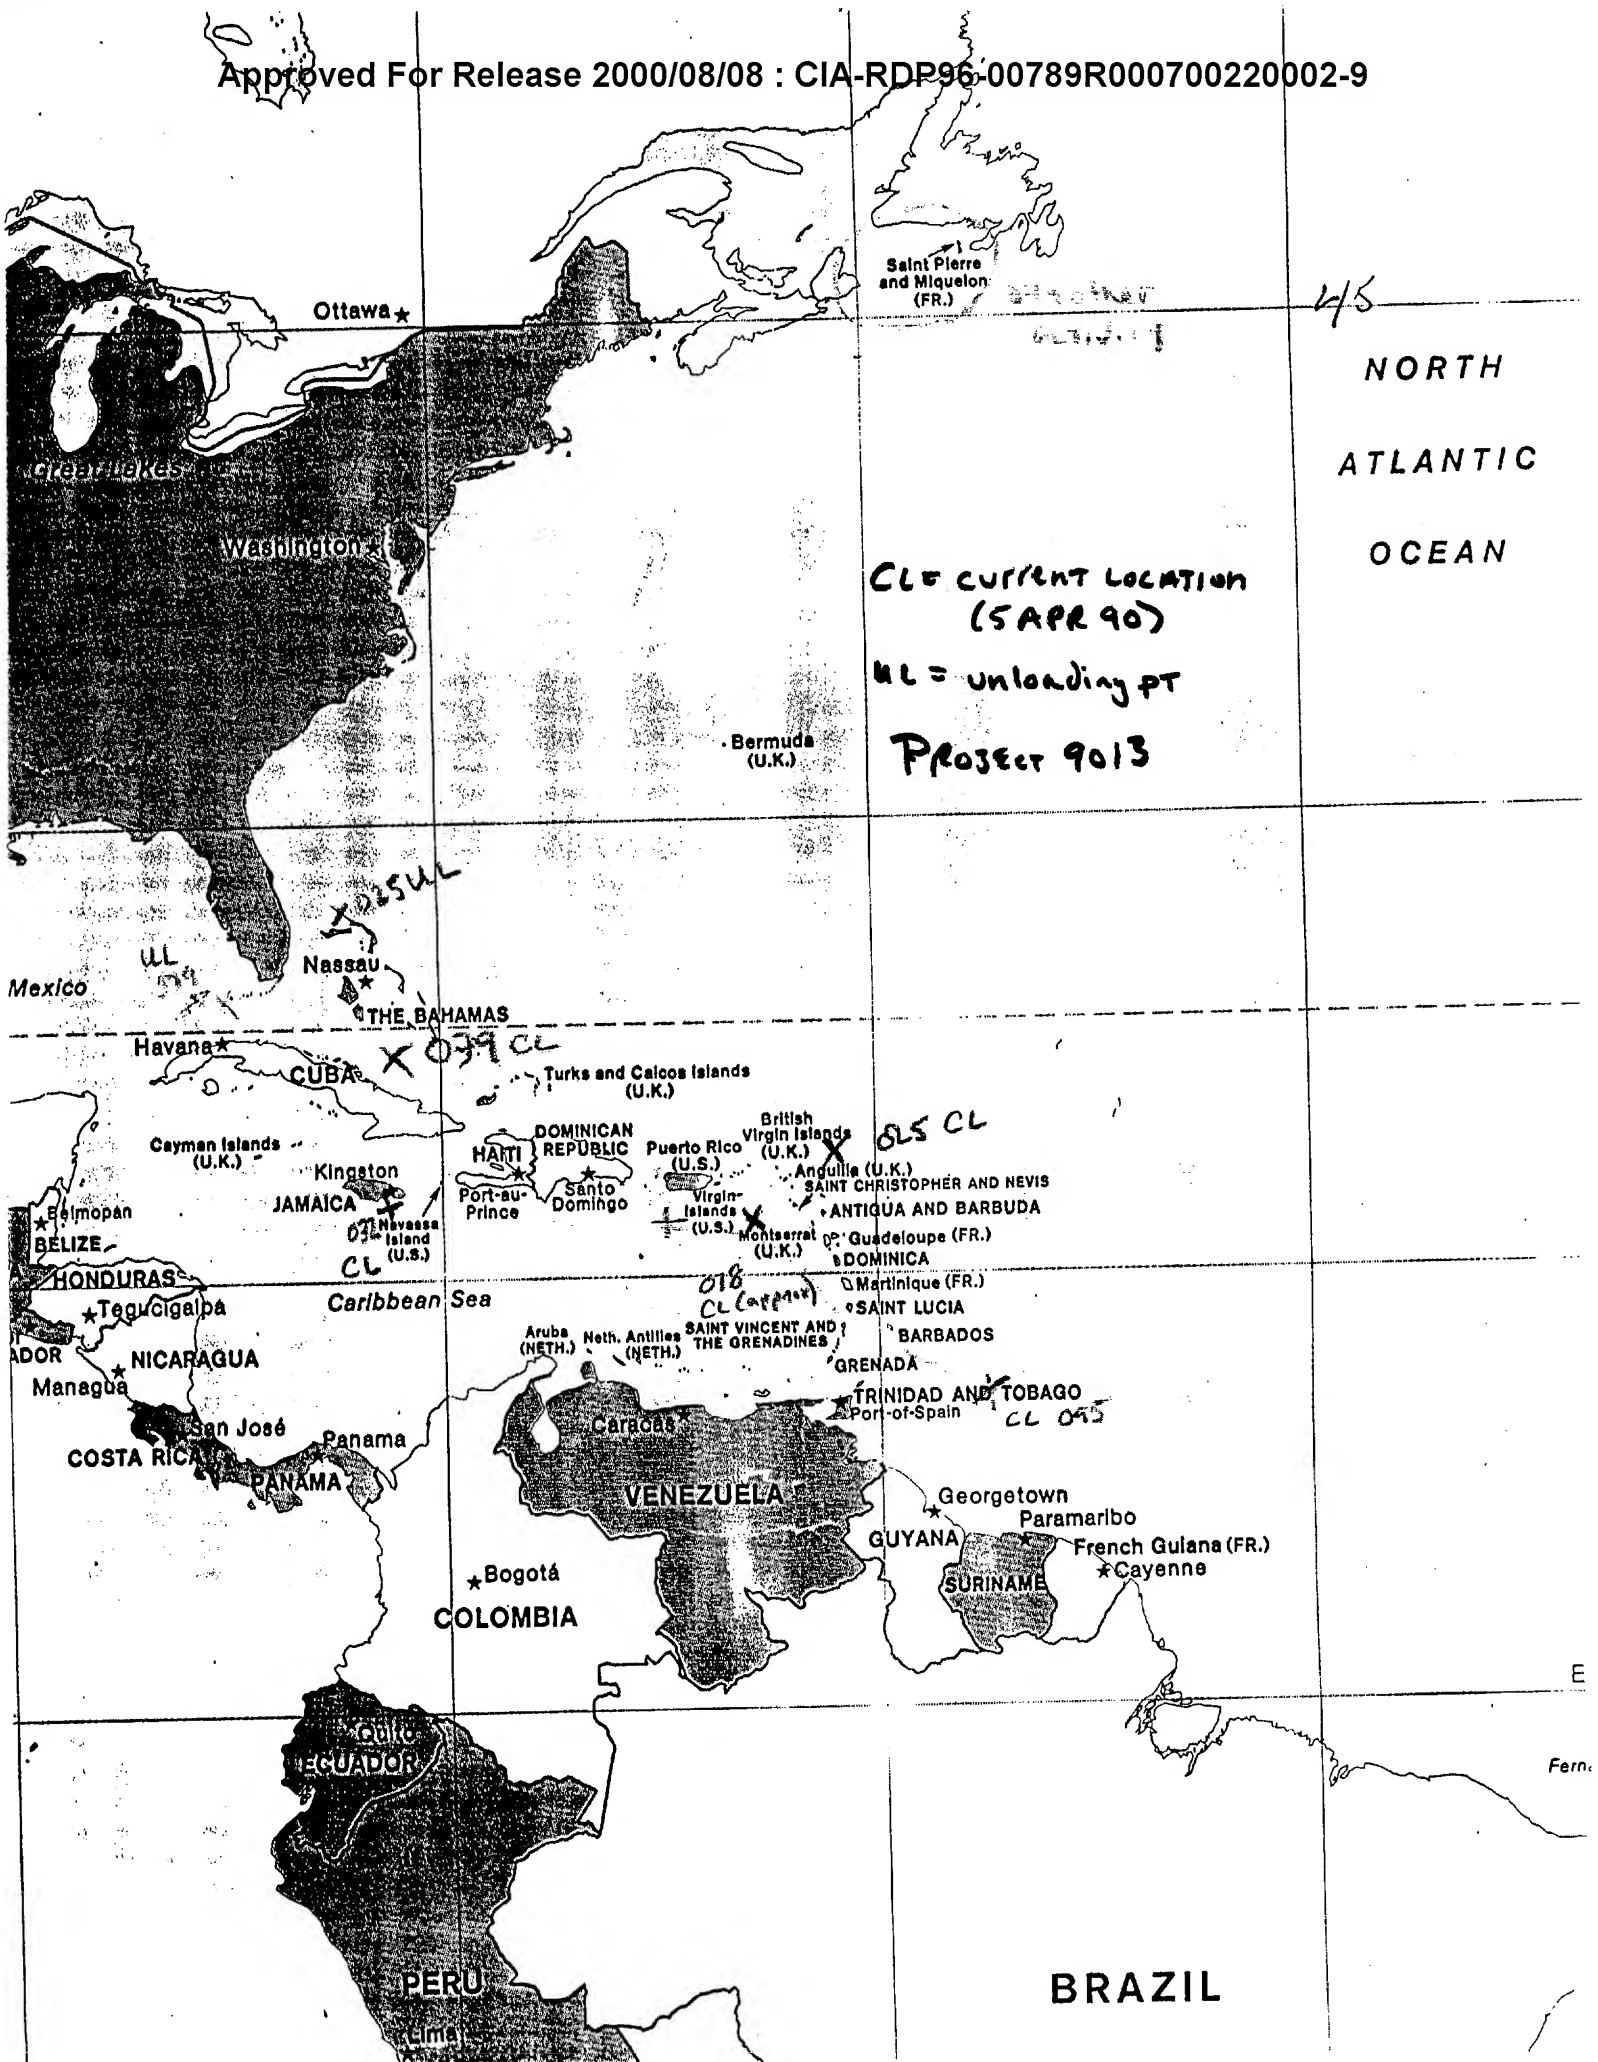 Approved For Release 2000/08/08 : CIA-RDP96-00789R000700220002-9
Saint Pierre
and Miquelon
(FR.)
Ottawa
45
NORTH
ATLANTIC
OCEAN
Great Lakes
Washington
CL = current LOCATION
(5 APR 90)
UL = unloading PT
PROJECT 9013
Bermuda
(U.K.)
X 025 UL
UL
Nassau
Mexico
THE BAHAMAS
Havana
X 079 CL
CUBA
Turks and Caicos Islands
(U.K.)
Cayman Islands
(U.K.)
HAITI
DOMINICAN
REPUBLIC
Puerto Rico
(U.S.)
British
Virgin Islands
(U.K.)
X 025 CL
Anguilla (U.K.)
SAINT CHRISTOPHER AND NEVIS
Kingston
JAMAICA
Port-au-
Prince
Santo
Domingo
Virgin
Islands
(U.S.)
X
ANTIGUA AND BARBUDA
Belmopan
BELIZE
Navassa
Island
(U.S.)
CL
Montserrat
(U.K.)
Guadeloupe (FR.)
DOMINICA
HONDURAS
018
CL (approx)
Martinique (FR.)
Tegucigalpa
Caribbean Sea
SAINT LUCIA
Aruba
(NETH.)
Neth. Antilles
(NETH.)
SAINT VINCENT AND
THE GRENADINES
BARBADOS
ADOR
NICARAGUA
Managua
GRENADA
TRINIDAD AND TOBAGO
Port-of-Spain
CL 095
San José
COSTA RICA
Panama
PANAMA
Caracas
VENEZUELA
Georgetown
Paramaribo
GUYANA
French Guiana (FR.)
Cayenne
SURINAME
Bogotá
COLOMBIA
E
Quito
ECUADOR
Fern
PERU
BRAZIL
Lima